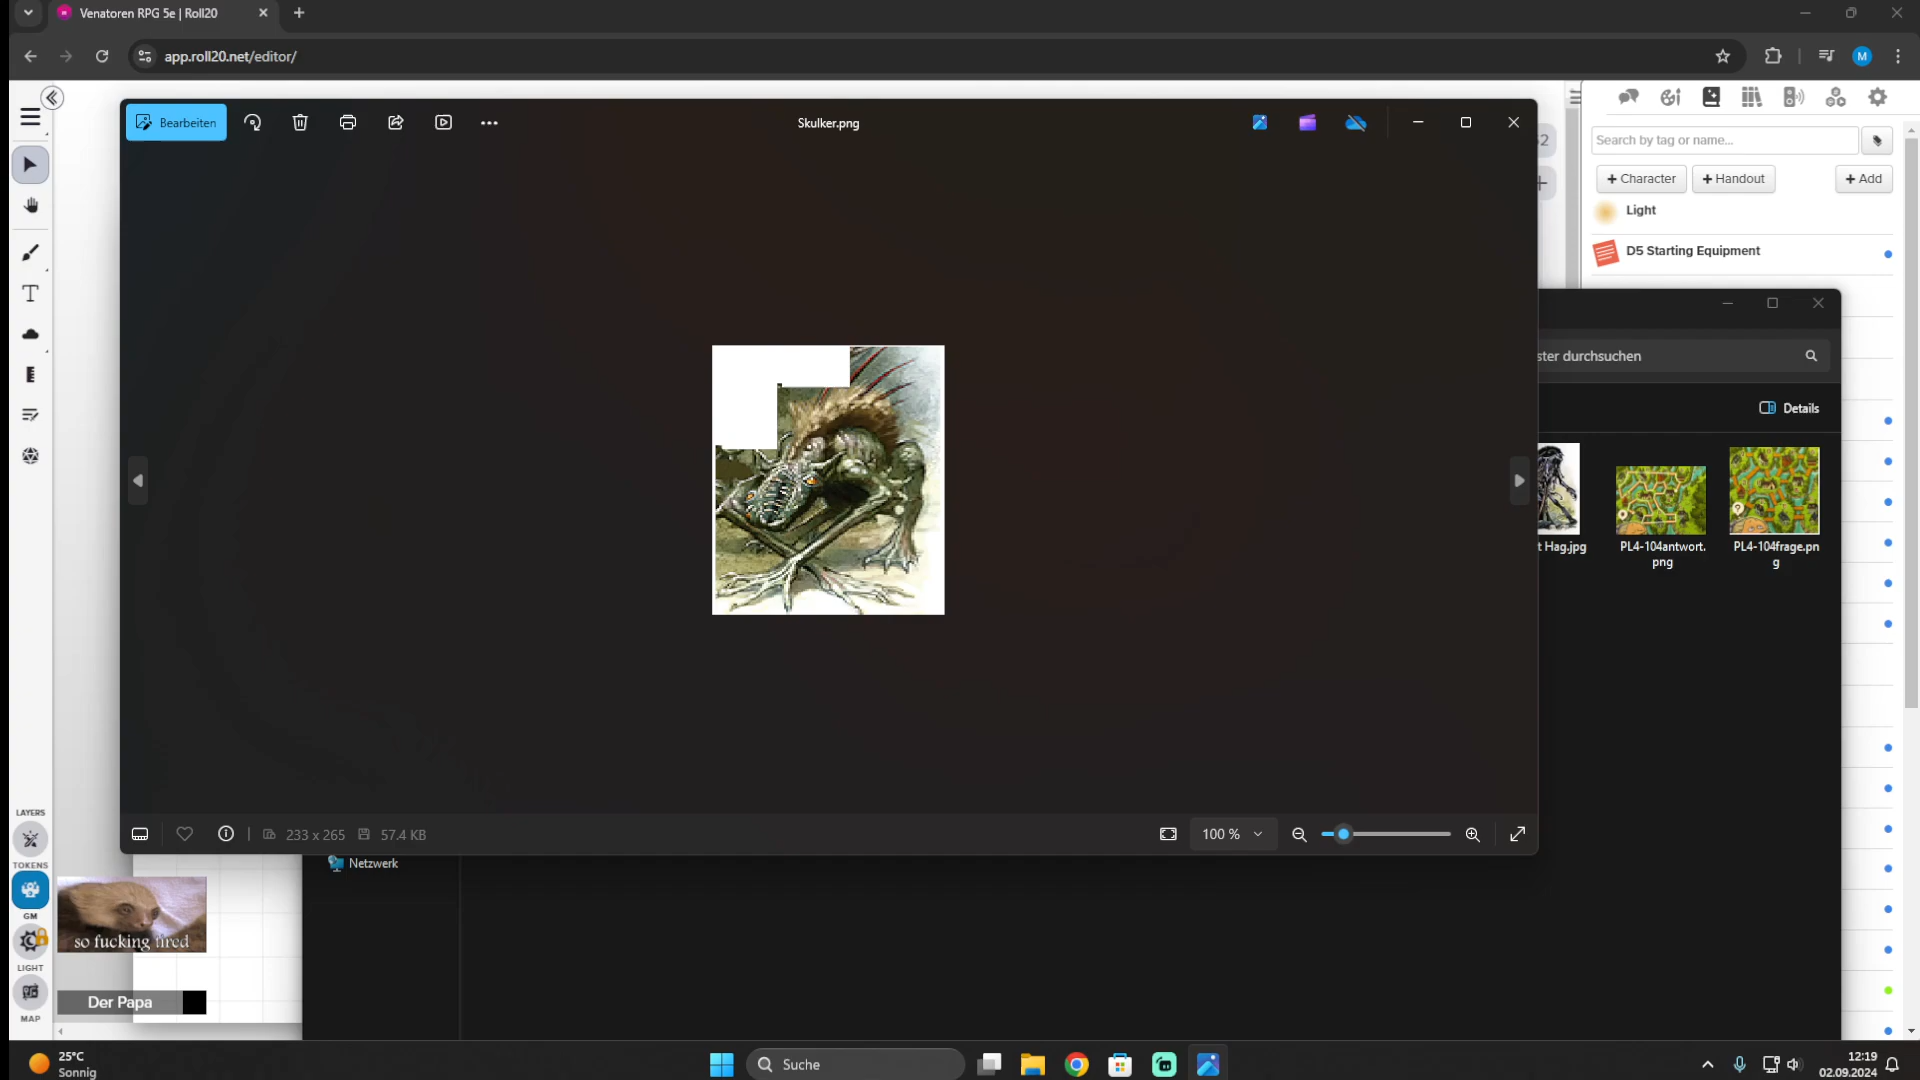 Venatoren RPG 5e | Roll20
app.roll20.net/editor/
M
Bearbeiten
Skulker.png
Search by tag or name...
+ Character
+ Handout
+ Add
Light
D5 Starting Equipment
durchsuchen
Details
t Hag.jpg
PL4-104antwort.
png
PL4-104frage.pn
g
233 x 265
57.4 KB
100 %
Netzwerk
LAYERS
TOKENS
GM
LIGHT
MAP
so fucking tired
Der Papa
25°C
Sonnig
Suche
12:19
02.09.2024